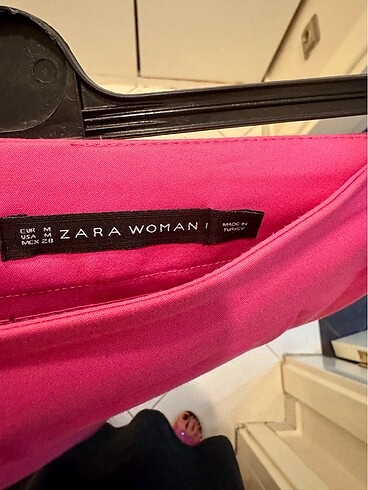 EUR M
USA M
MEX 28
ZARA WOMAN
MADE IN
TURKEY